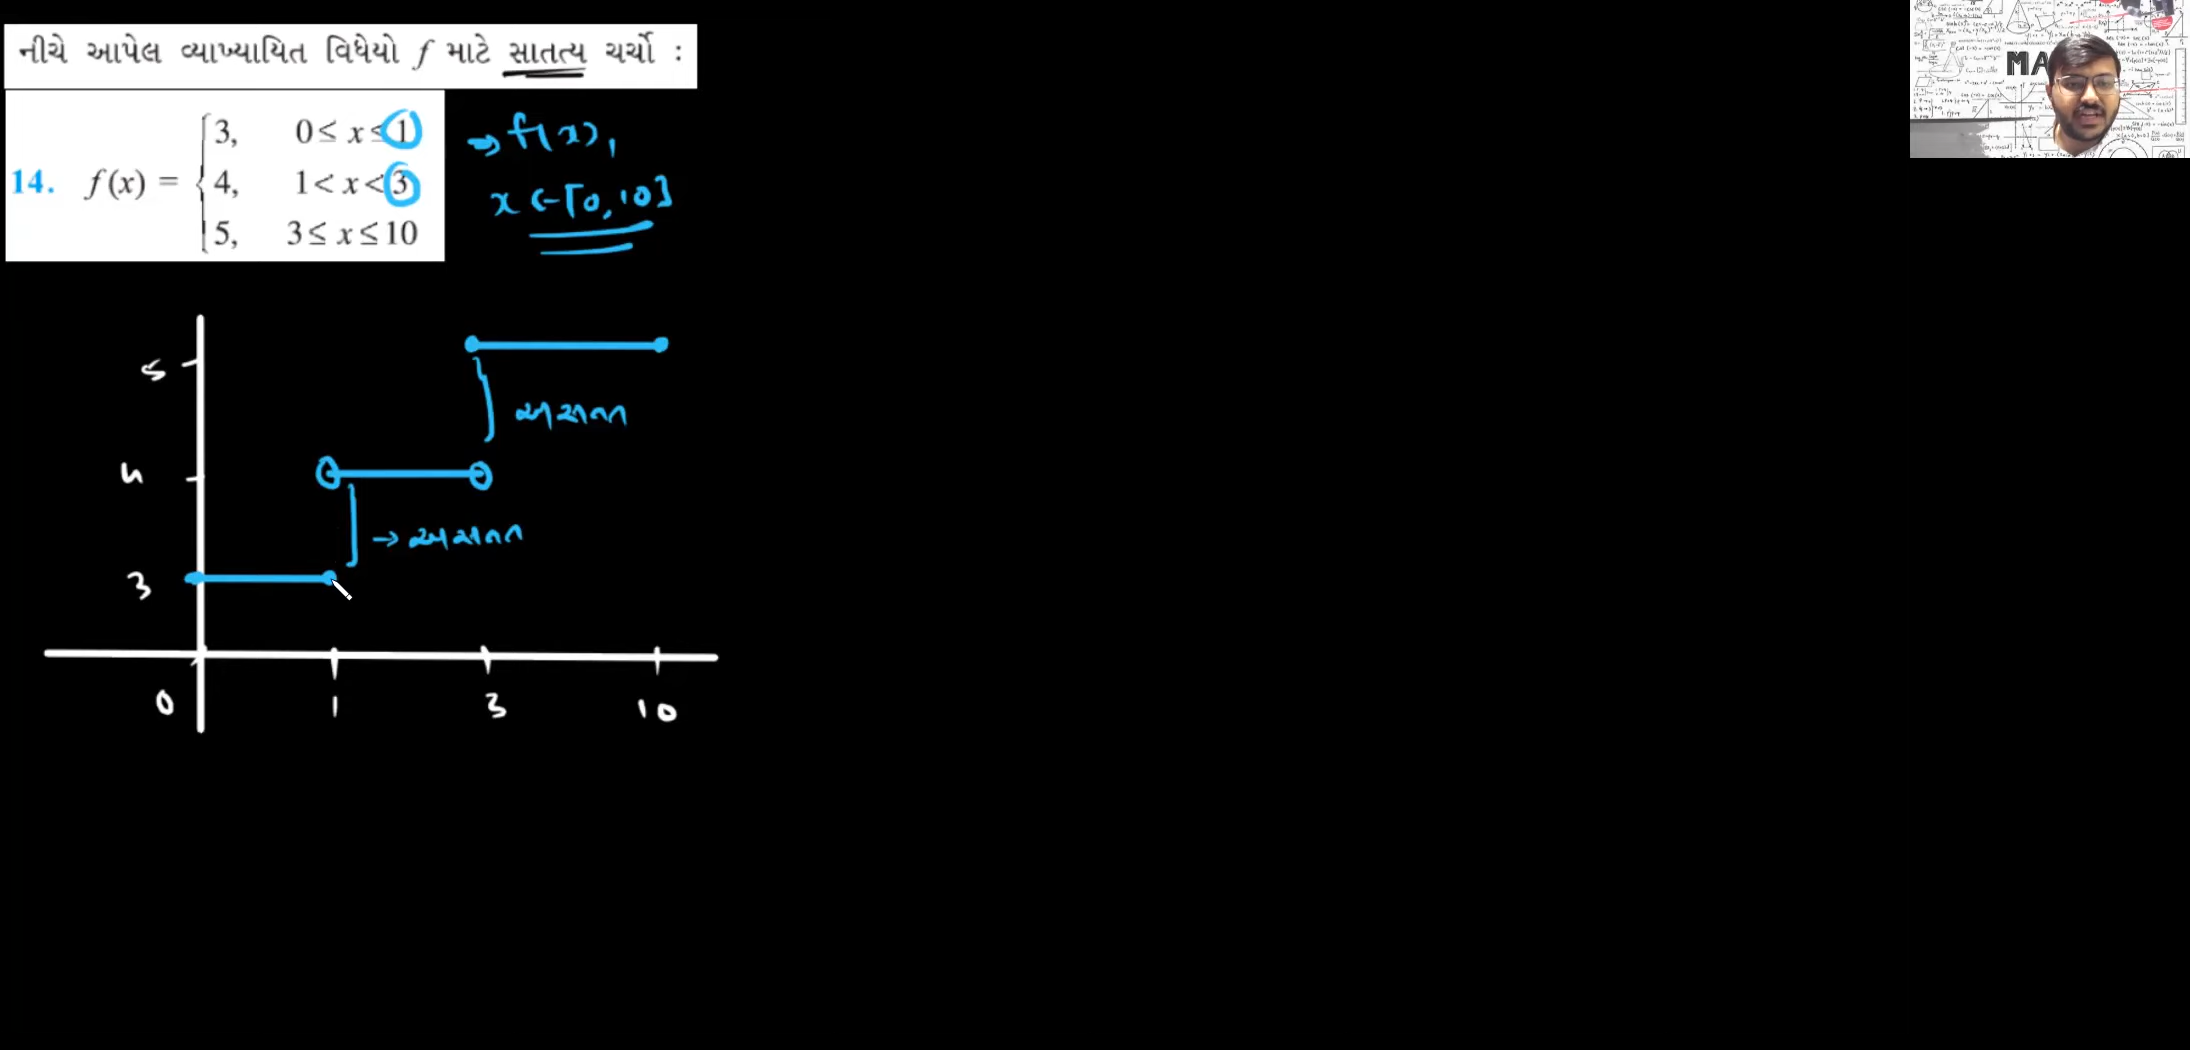 નીચે આપેલ વ્યાખ્યાયિત વિધેયો f માટે સાતત્ય ચર્ચો :
14. f(x) = { 3, 0 ≤ x ≤ 1
4, 1 < x < 3
5, 3 ≤ x ≤ 10
→ f(x),
x ∈ [0, 10]
5
અસતત
4
→ અસતત
3
0 1 3 10
MA